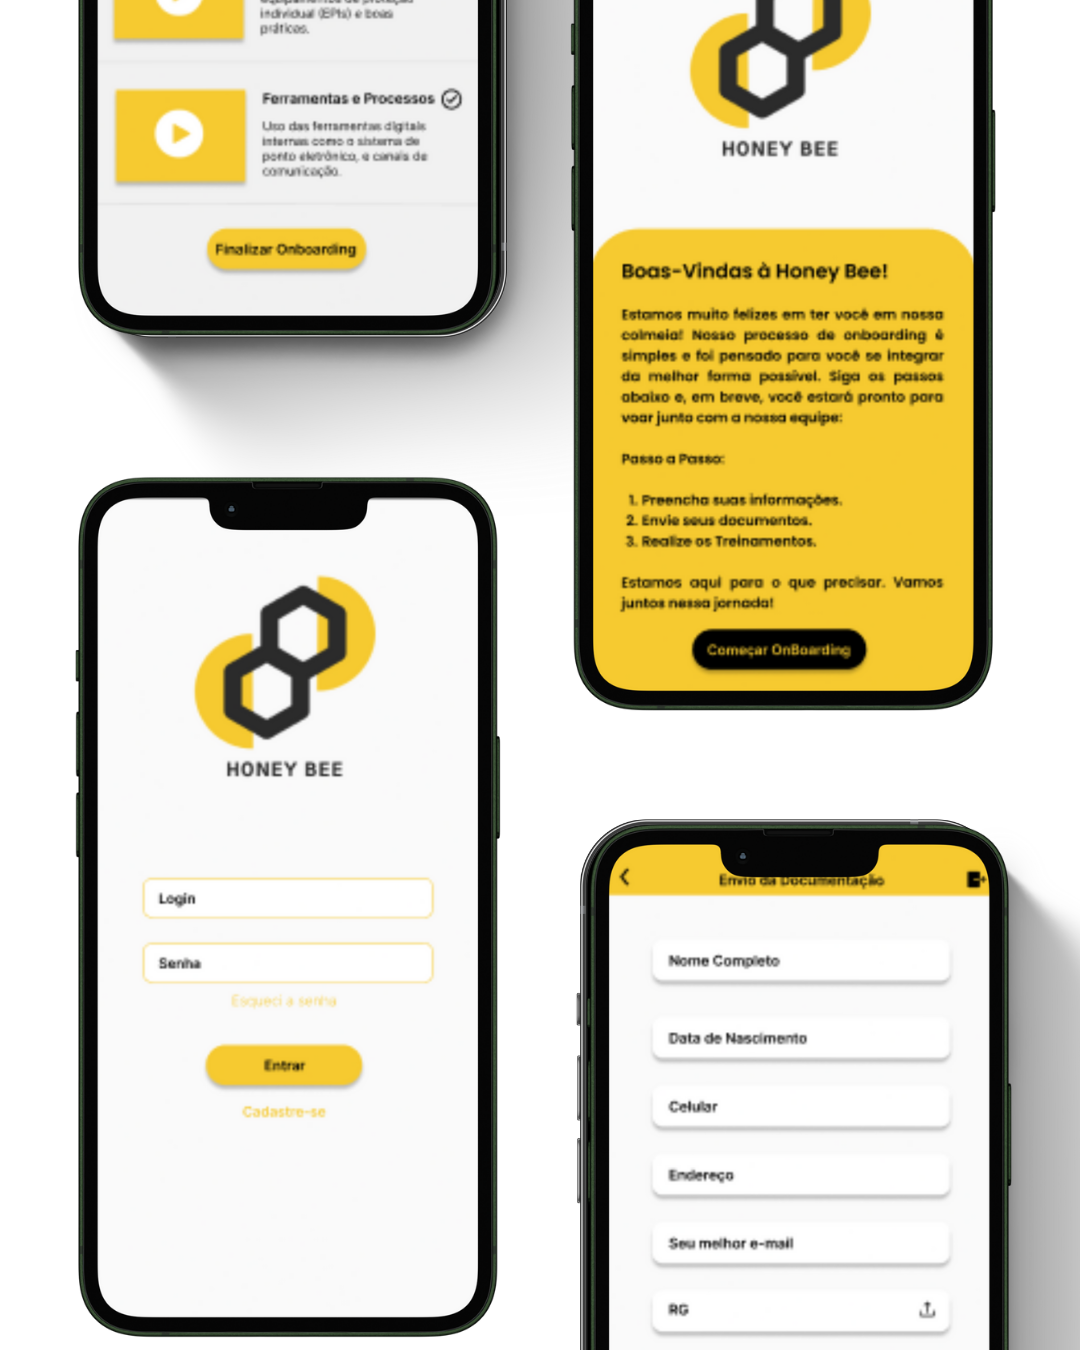 equipamentos de proteção
individual (EPIs) e boas
práticas.
Ferramentas e Processos
Uso das ferramentas digitais
internas como o sistema de
ponto eletrônico, e canais de
comunicação.
Finalizar Onboarding
HONEY BEE
Boas-Vindas à Honey Bee!
Estamos muito felizes em ter você em nossa
colmeia! Nosso processo de onboarding é
simples e foi pensado para você se integrar
da melhor forma possível. Siga os passos
abaixo e, em breve, você estará pronto para
voar junto com a nossa equipe:
Passo a Passo:
1. Preencha suas informações.
2. Envie seus documentos.
3. Realize os Treinamentos.
Estamos aqui para o que precisar. Vamos
juntos nessa jornada!
Começar OnBoarding
HONEY BEE
Login
Senha
Esqueci a senha
Entrar
Cadastre-se
Envio da Documentação
Nome Completo
Data de Nascimento
Celular
Endereço
Seu melhor e-mail
RG